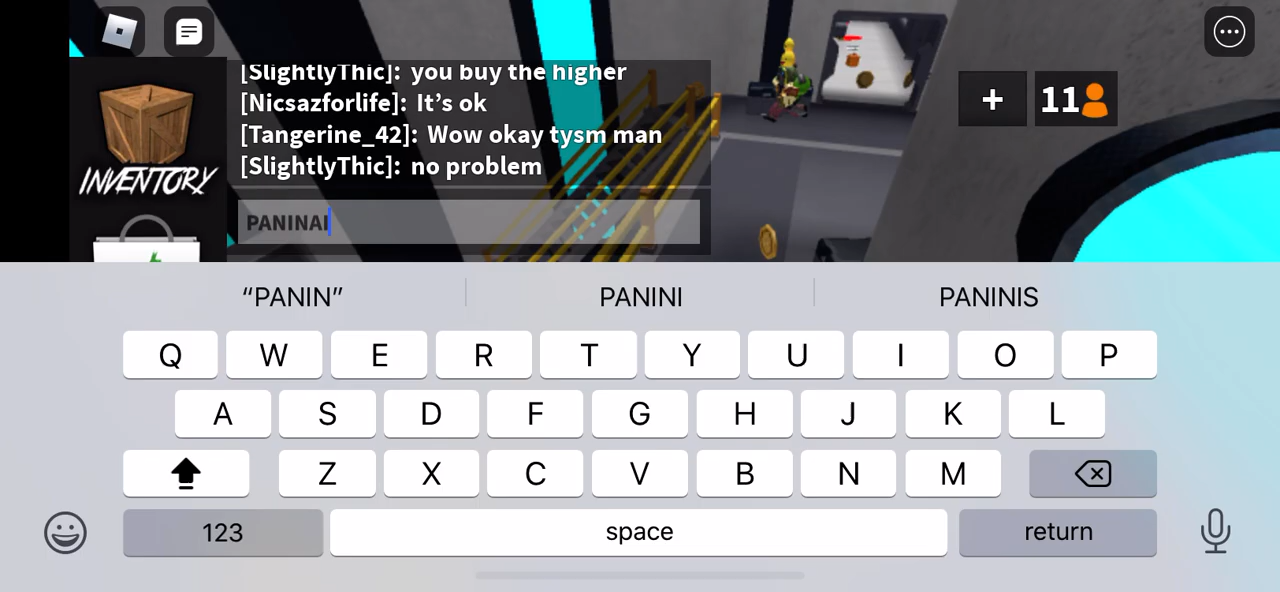 [SlightlyThic]: you buy the higher
[Nicsazforlife]: It’s ok
[Tangerine_42]: Wow okay tysm man
[SlightlyThic]: no problem
INVENTORY
PANINAI
+ 11
“PANIN” PANINI PANINIS
Q W E R T Y U I O P
A S D F G H J K L
Z X C V B N M
123 space return